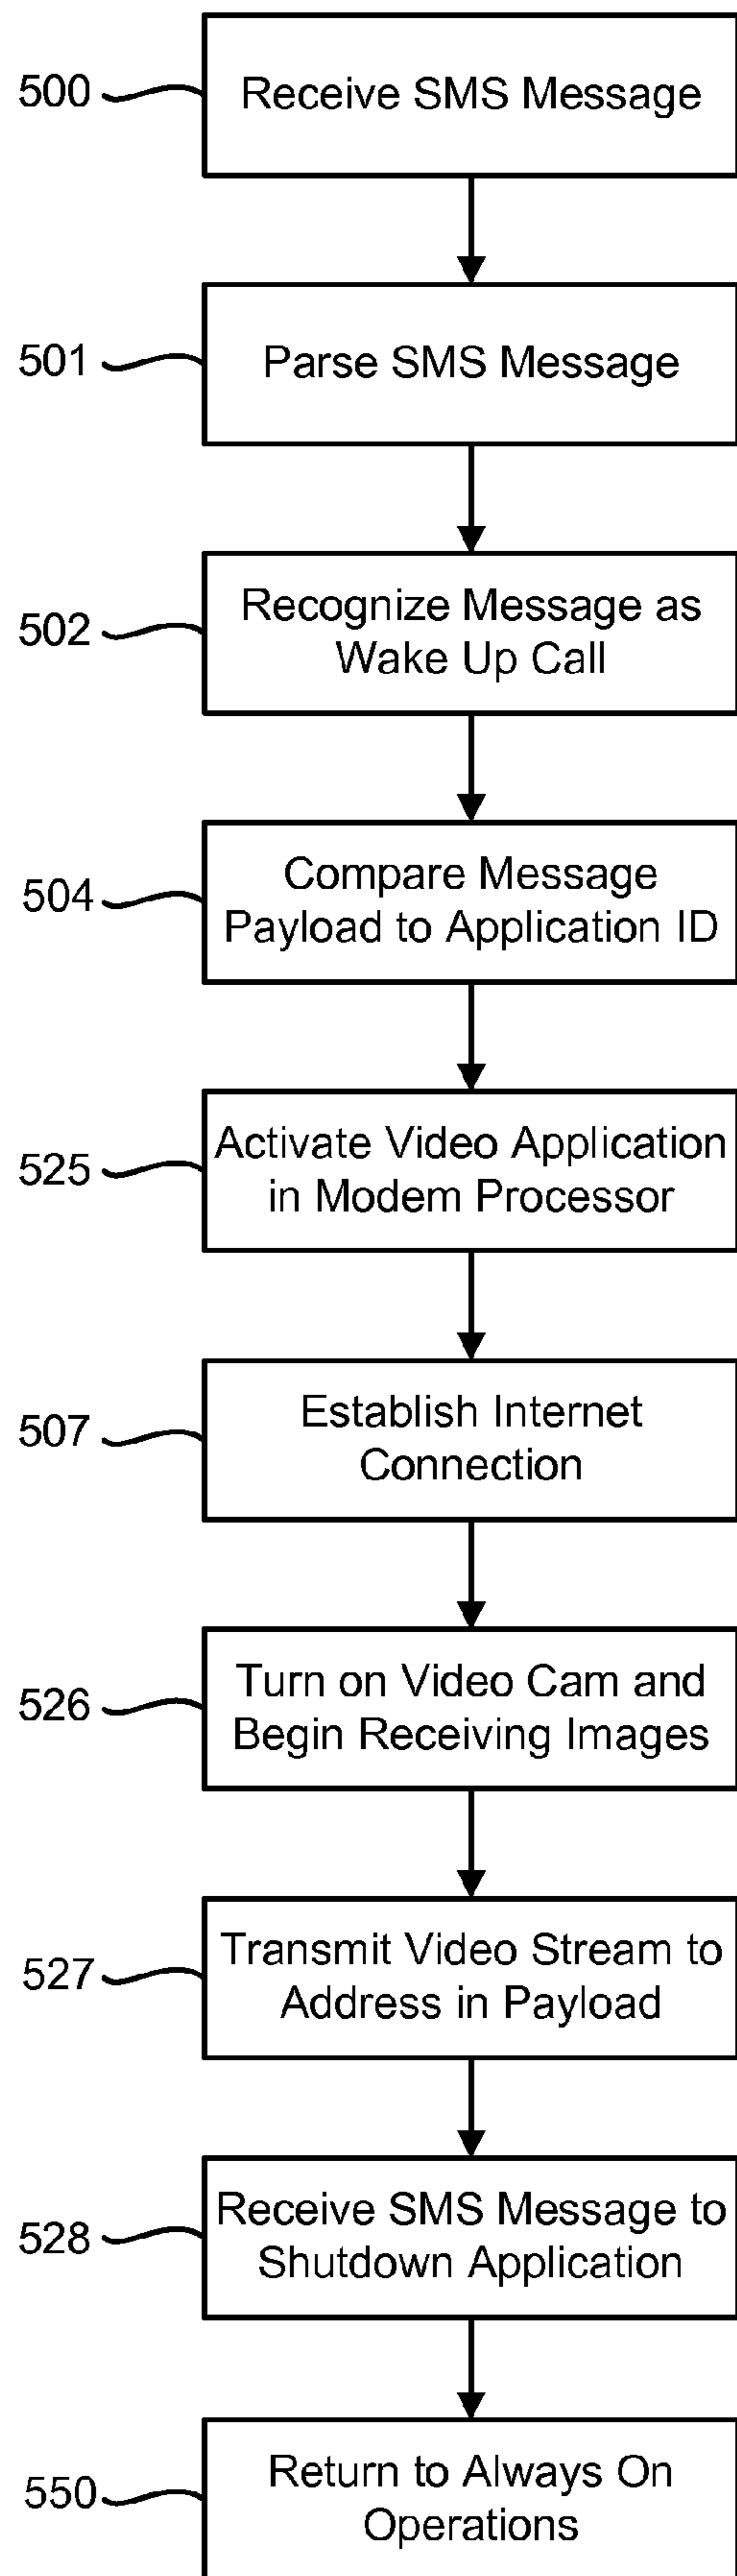 500
Receive SMS Message
501
Parse SMS Message
502
Recognize Message as
Wake Up Call
504
Compare Message
Payload to Application ID
525
Activate Video Application
in Modem Processor
507
Establish Internet
Connection
526
Turn on Video Cam and
Begin Receiving Images
527
Transmit Video Stream to
Address in Payload
528
Receive SMS Message to
Shutdown Application
550
Return to Always On
Operations